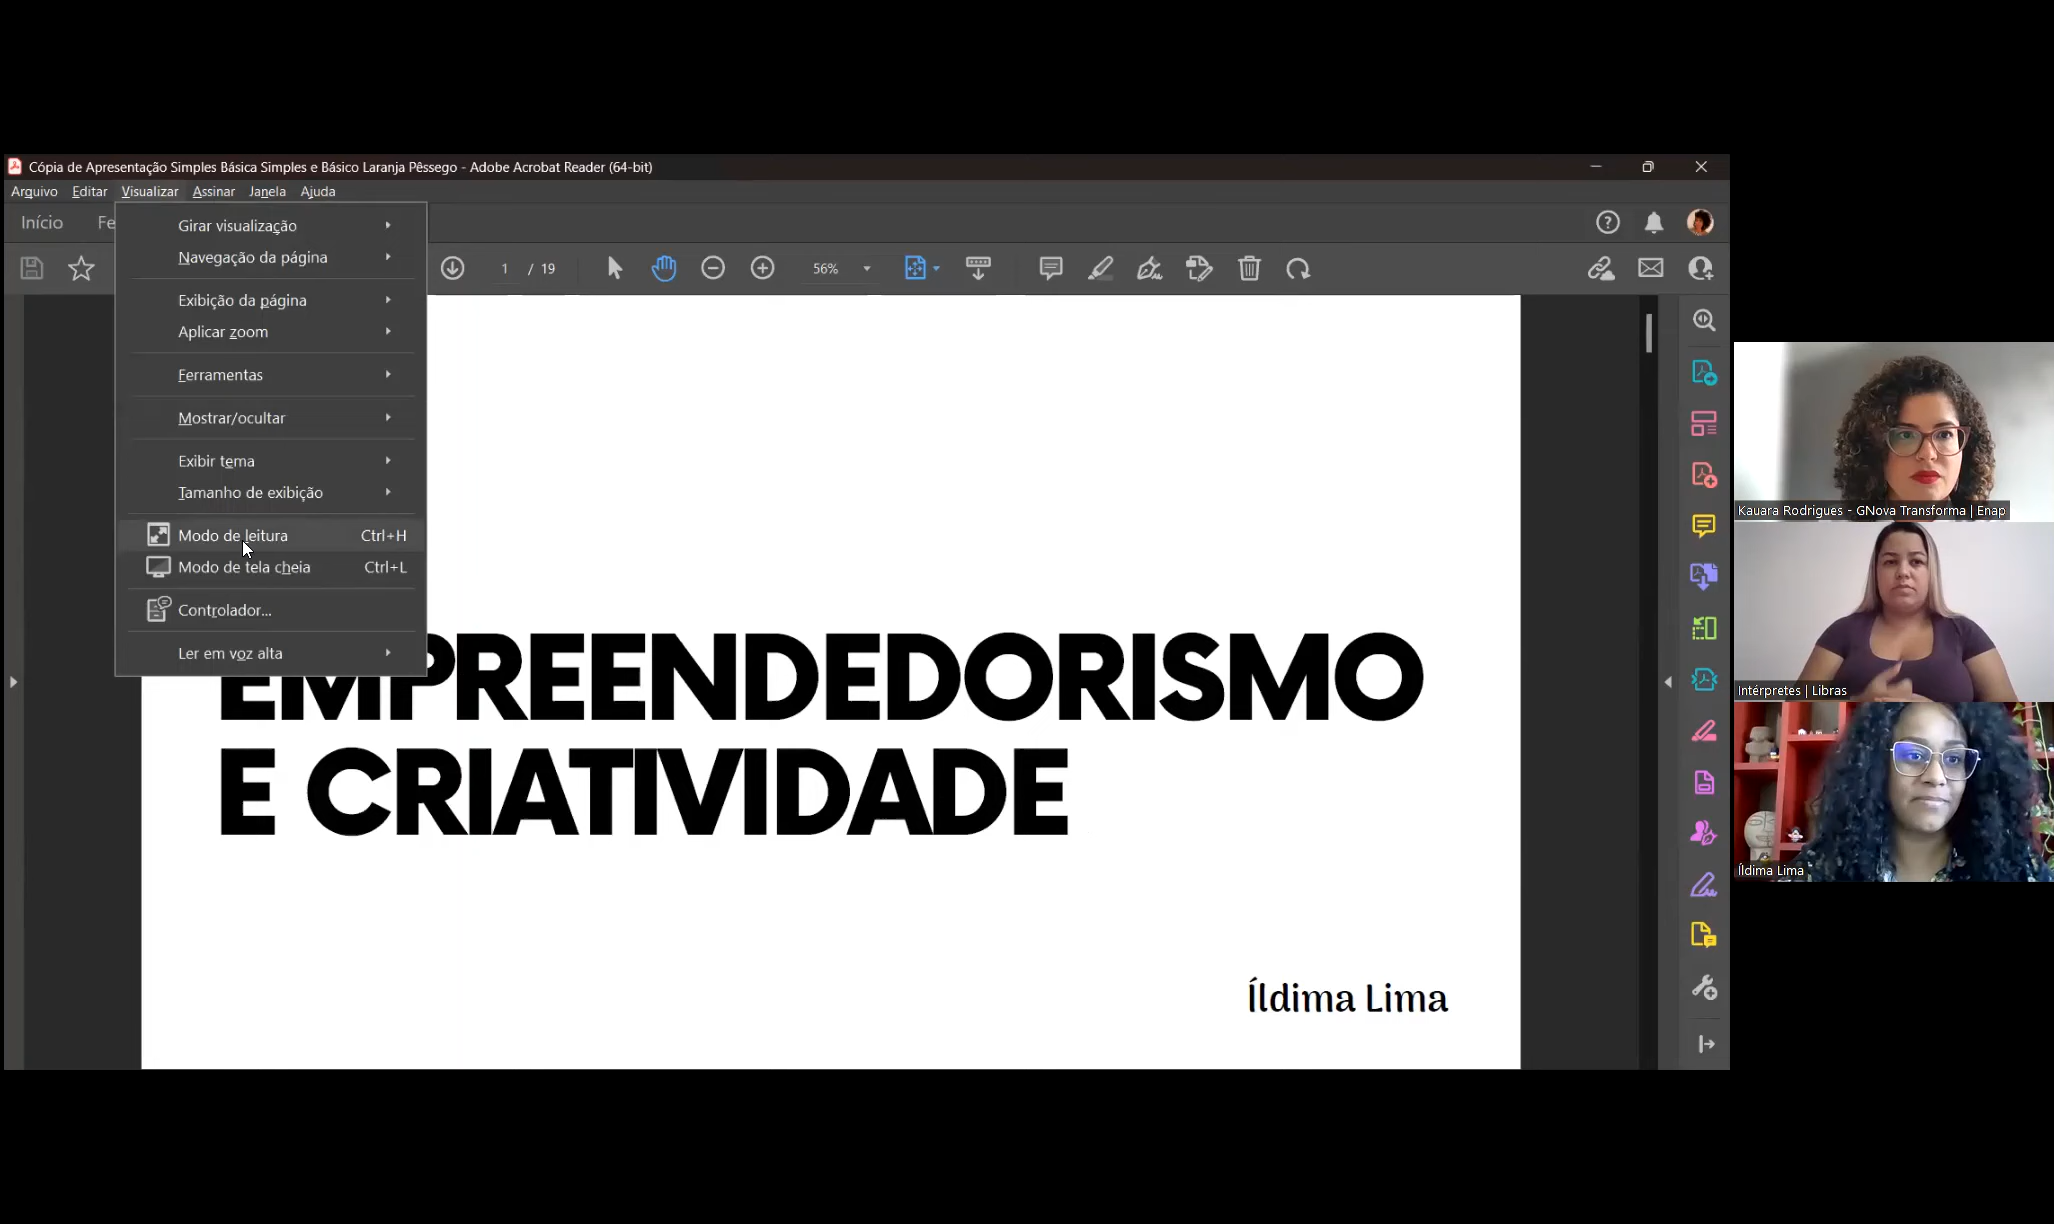 Cópia de Apresentação Simples Básica Simples e Básico Laranja Pêssego - Adobe Acrobat Reader (64-bit)
Arquivo Editar Visualizar Assinar Janela Ajuda
Início Fe
1 / 19 56%
Girar visualização
Navegação da página
Exibição da página
Aplicar zoom
Ferramentas
Mostrar/ocultar
Exibir tema
Tamanho de exibição
Modo de leitura Ctrl+H
Modo de tela cheia Ctrl+L
Controlador...
Ler em voz alta
EMPREENDEDORISMO
E CRIATIVIDADE
Íldima Lima
Kauara Rodrigues - GNova Transforma | Enap
Intérpretes | Libras
Íldima Lima